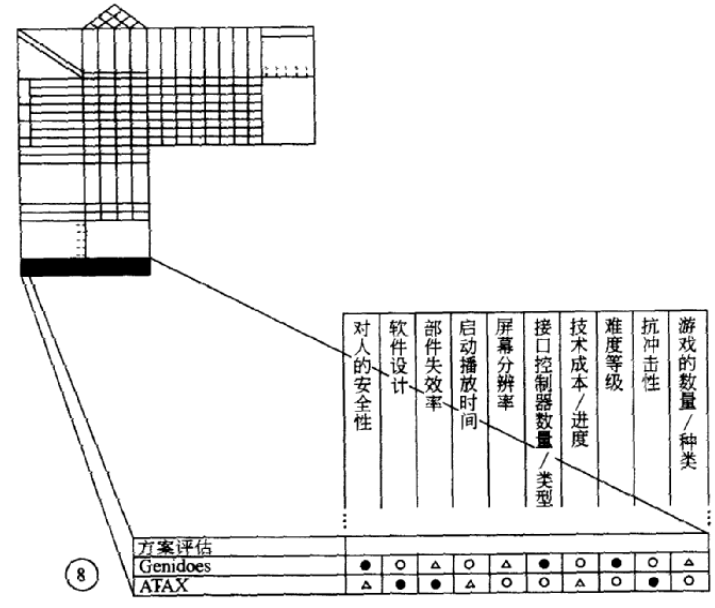 对人的安全性
软件设计
部件失效率
启动播放时间
屏幕分辨率
接口控制器数量/类型
技术成本/进度
难度等级
抗冲击性
游戏的数量/种类
方案评估
Genidoes
ATAX
8